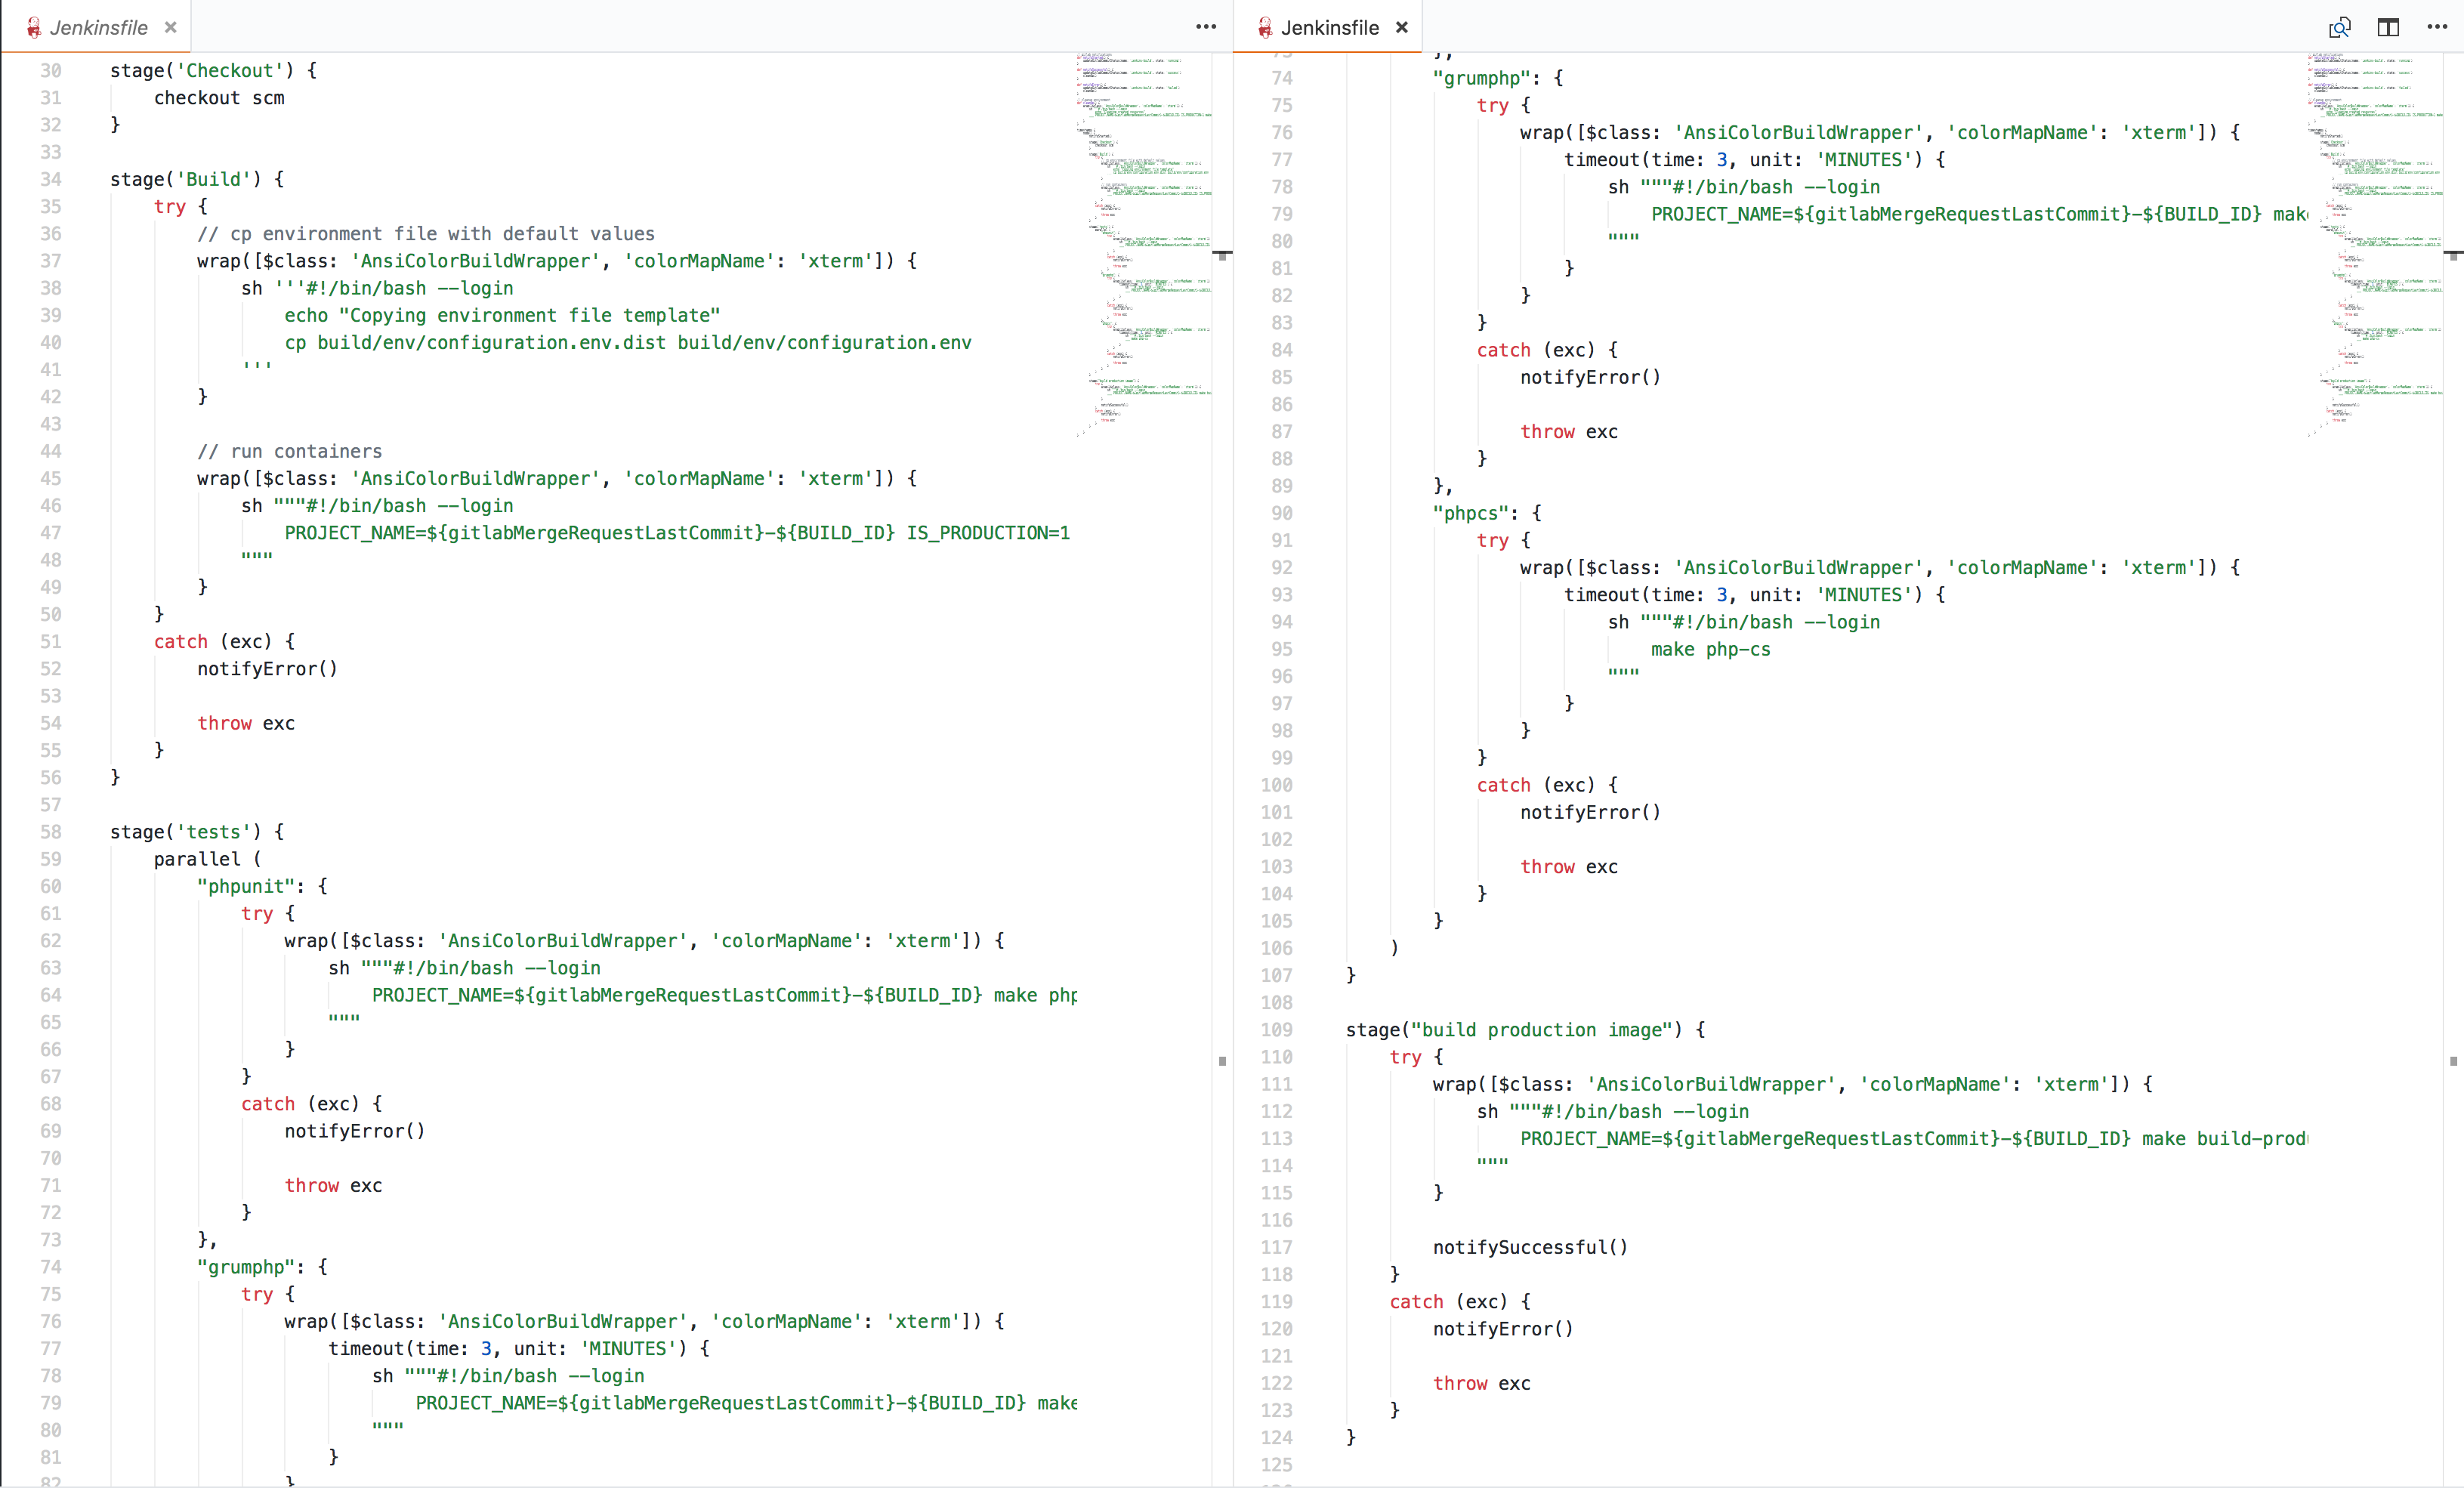 Jenkinsfile
30 stage('Checkout') {
31 checkout scm
32 }
33
34 stage('Build') {
35 try {
36 // cp environment file with default values
37 wrap([$class: 'AnsiColorBuildWrapper', 'colorMapName': 'xterm']) {
38 sh '''#!/bin/bash --login
39 echo "Copying environment file template"
40 cp build/env/configuration.env.dist build/env/configuration.env
41 '''
42 }
43
44 // run containers
45 wrap([$class: 'AnsiColorBuildWrapper', 'colorMapName': 'xterm']) {
46 sh """#!/bin/bash --login
47 PROJECT_NAME=${gitlabMergeRequestLastCommit}-${BUILD_ID} IS_PRODUCTION=1
48 """
49 }
50 }
51 catch (exc) {
52 notifyError()
53
54 throw exc
55 }
56 }
57
58 stage('tests') {
59 parallel (
60 "phpunit": {
61 try {
62 wrap([$class: 'AnsiColorBuildWrapper', 'colorMapName': 'xterm']) {
63 sh """#!/bin/bash --login
64 PROJECT_NAME=${gitlabMergeRequestLastCommit}-${BUILD_ID} make php
65 """
66 }
67 }
68 catch (exc) {
69 notifyError()
70
71 throw exc
72 }
73 },
74 "grumphp": {
75 try {
76 wrap([$class: 'AnsiColorBuildWrapper', 'colorMapName': 'xterm']) {
77 timeout(time: 3, unit: 'MINUTES') {
78 sh """#!/bin/bash --login
79 PROJECT_NAME=${gitlabMergeRequestLastCommit}-${BUILD_ID} make
80 """
81 }
82 }
Jenkinsfile
73 },
74 "grumphp": {
75 try {
76 wrap([$class: 'AnsiColorBuildWrapper', 'colorMapName': 'xterm']) {
77 timeout(time: 3, unit: 'MINUTES') {
78 sh """#!/bin/bash --login
79 PROJECT_NAME=${gitlabMergeRequestLastCommit}-${BUILD_ID} make
80 """
81 }
82 }
83 }
84 catch (exc) {
85 notifyError()
86
87 throw exc
88 }
89 },
90 "phpcs": {
91 try {
92 wrap([$class: 'AnsiColorBuildWrapper', 'colorMapName': 'xterm']) {
93 timeout(time: 3, unit: 'MINUTES') {
94 sh """#!/bin/bash --login
95 make php-cs
96 """
97 }
98 }
99 }
100 catch (exc) {
101 notifyError()
102
103 throw exc
104 }
105 }
106 )
107 }
108
109 stage("build production image") {
110 try {
111 wrap([$class: 'AnsiColorBuildWrapper', 'colorMapName': 'xterm']) {
112 sh """#!/bin/bash --login
113 PROJECT_NAME=${gitlabMergeRequestLastCommit}-${BUILD_ID} make build-prod
114 """
115 }
116
117 notifySuccessful()
118 }
119 catch (exc) {
120 notifyError()
121
122 throw exc
123 }
124 }
125